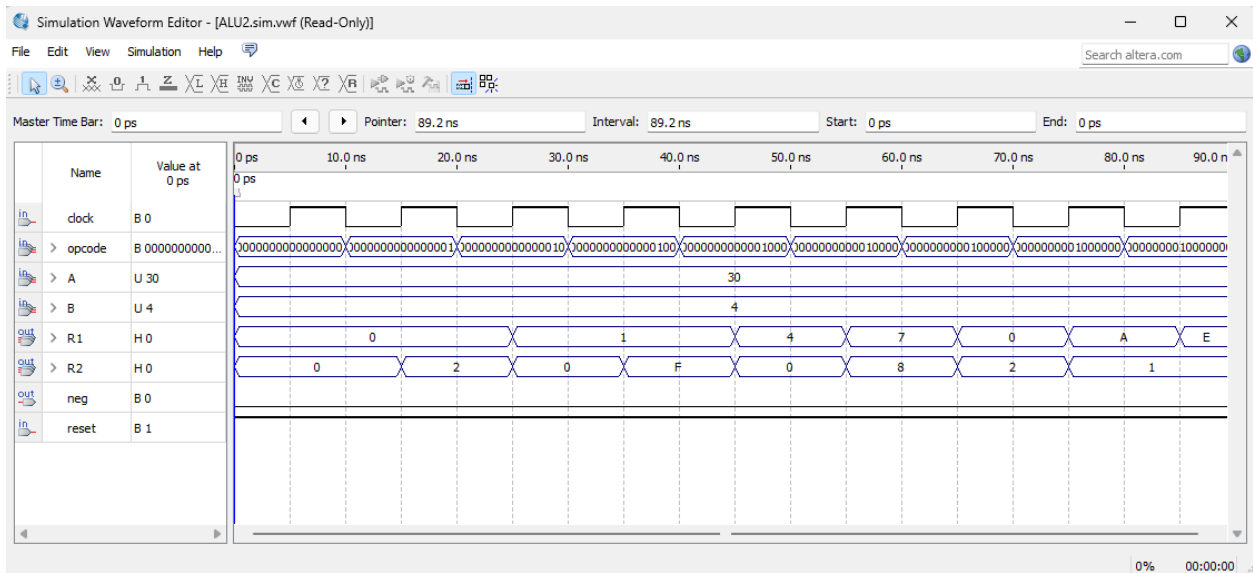 Simulation Waveform Editor - [ALU2.sim.vwf (Read-Only)]
File Edit View Simulation Help
Search altera.com
Master Time Bar: 0 ps Pointer: 89.2 ns Interval: 89.2 ns Start: 0 ps End: 0 ps
Name Value at 0 ps
0 ps 10.0 ns 20.0 ns 30.0 ns 40.0 ns 50.0 ns 60.0 ns 70.0 ns 80.0 ns 90.0 n
0 ps
clock B 0
opcode B 0000000000...
A U 30 30
B U 4 4
R1 H 0 0 1 4 7 0 A E
R2 H 0 0 2 0 F 0 8 2 1
neg B 0
reset B 1
0% 00:00:00